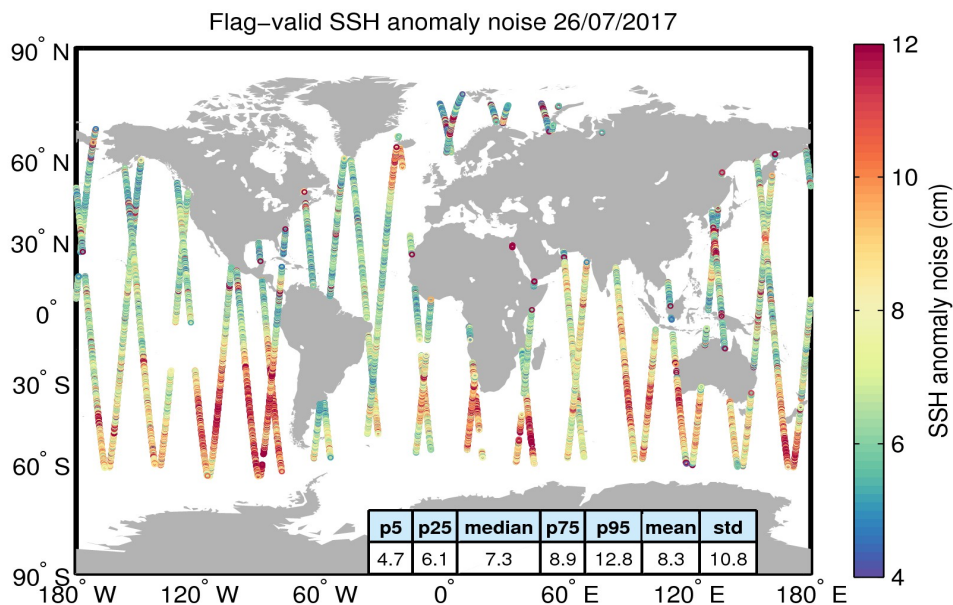 Flag−valid SSH anomaly noise 26/07/2017
90° N
60° N
30° N
0°
30° S
60° S
90° S
180° W
120° W
60° W
0°
60° E
120° E
180° E
12
10
8
6
4
SSH anomaly noise (cm)
p5 p25 median p75 p95 mean std
4.7 6.1 7.3 8.9 12.8 8.3 10.8